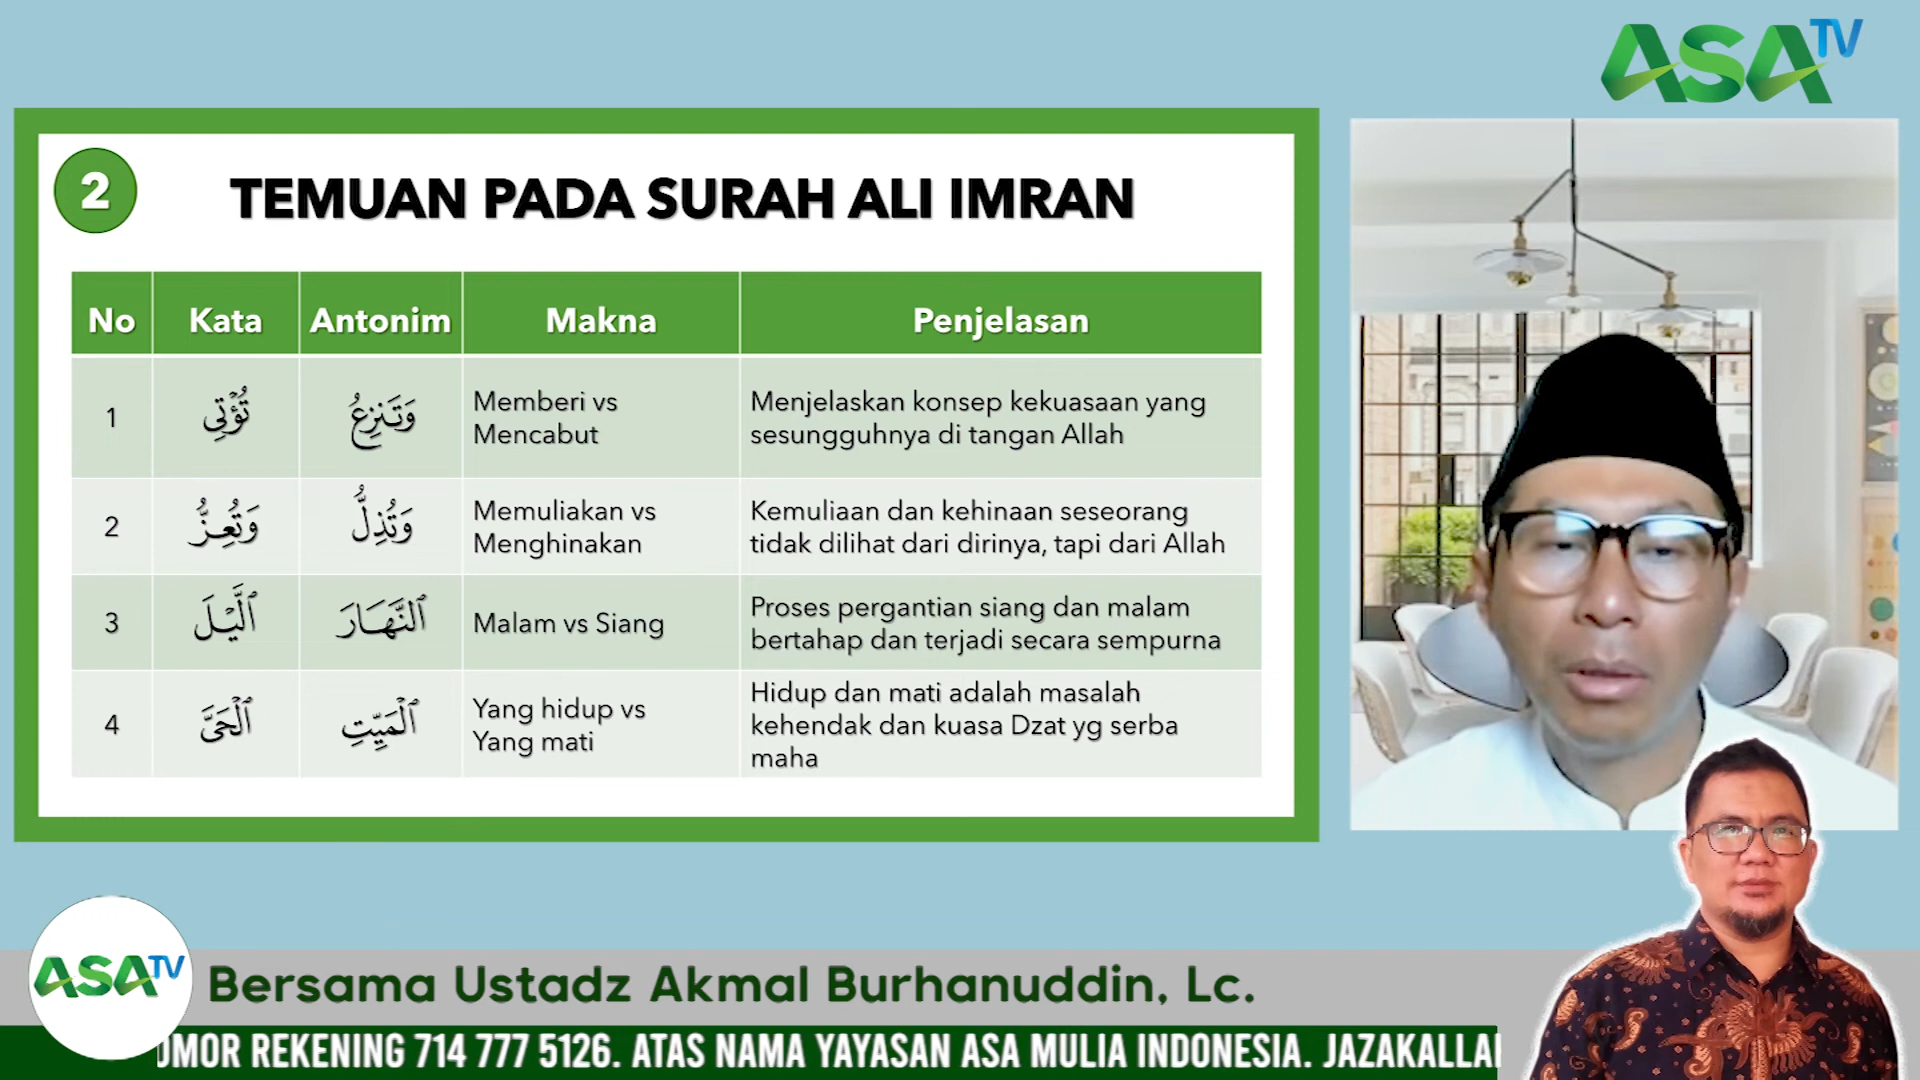 ASA TV
2
TEMUAN PADA SURAH ALI IMRAN
No Kata Antonim Makna Penjelasan
1 تُؤْتِى وَتَنزِعُ Memberi vs Mencabut Menjelaskan konsep kekuasaan yang sesungguhnya di tangan Allah
2 وَتُعِزُّ وَتُذِلُّ Memuliakan vs Menghinakan Kemuliaan dan kehinaan seseorang tidak dilihat dari dirinya, tapi dari Allah
3 ٱلَّيْلَ ٱلنَّهَارَ Malam vs Siang Proses pergantian siang dan malam bertahap dan terjadi secara sempurna
4 ٱلْحَىَّ ٱلْمَيِّتِ Yang hidup vs Yang mati Hidup dan mati adalah masalah kehendak dan kuasa Dzat yg serba maha
ASA TV
Bersama Ustadz Akmal Burhanuddin, Lc.
OMOR REKENING 714 777 5126. ATAS NAMA YAYASAN ASA MULIA INDONESIA. JAZAKALLA